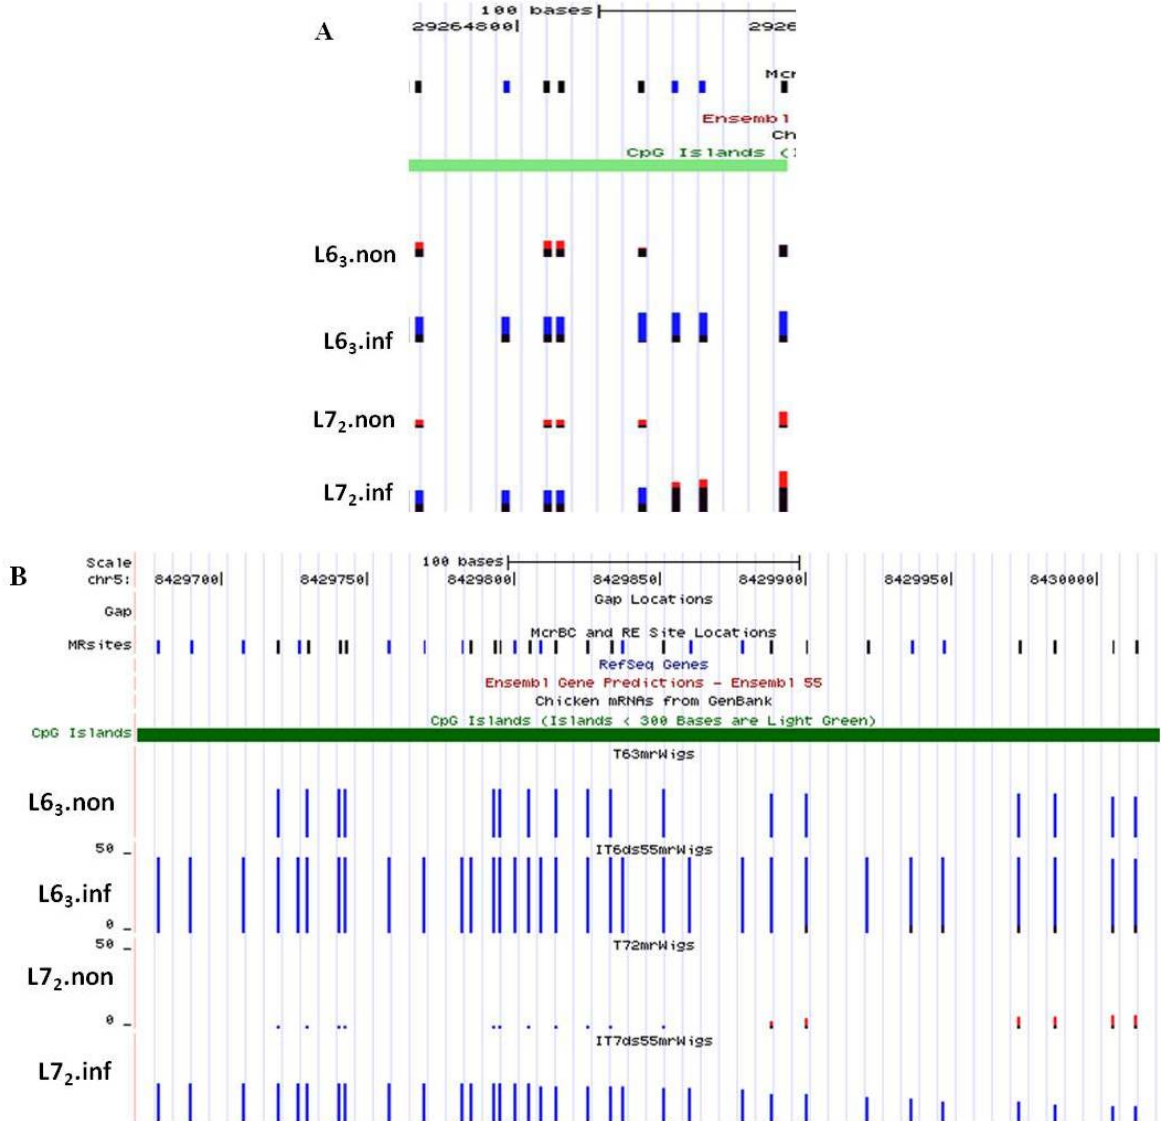 A
100 bases
29264800| 2926
Mcr
Ensembl
Ch
CpG Islands (
L6₃.non
L6₃.inf
L7₂.non
L7₂.inf
B
Scale 100 bases
chr5: 8429700| 8429750| 8429800| 8429850| 8429900| 8429950| 8430000|
Gap Locations
Gap
McrBC and RE Site Locations
MRsites
RefSeq Genes
Ensembl Gene Predictions - Ensembl 55
Chicken mRNAs from GenBank
CpG Islands (Islands < 300 Bases are Light Green)
CpG Islands
T63mrWigs
L6₃.non
50 _ IT6ds55mrWigs
L6₃.inf
0 _
50 _ T72mrWigs
L7₂.non
0 _
IT7ds55mrWigs
L7₂.inf